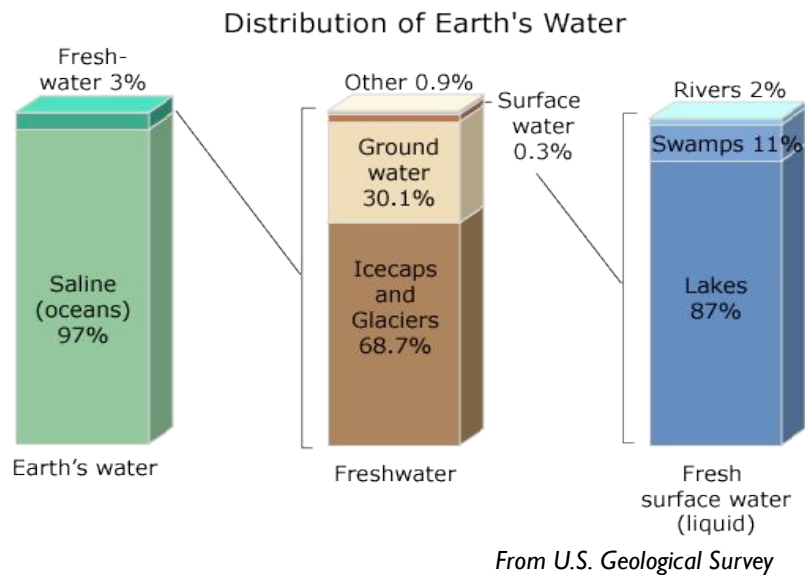 Distribution of Earth's Water
Fresh-
water 3%
Saline
(oceans)
97%
Earth's water
Other 0.9%
Surface
water
0.3%
Ground
water
30.1%
Icecaps
and
Glaciers
68.7%
Freshwater
Rivers 2%
Swamps 11%
Lakes
87%
Fresh
surface water
(liquid)
From U.S. Geological Survey